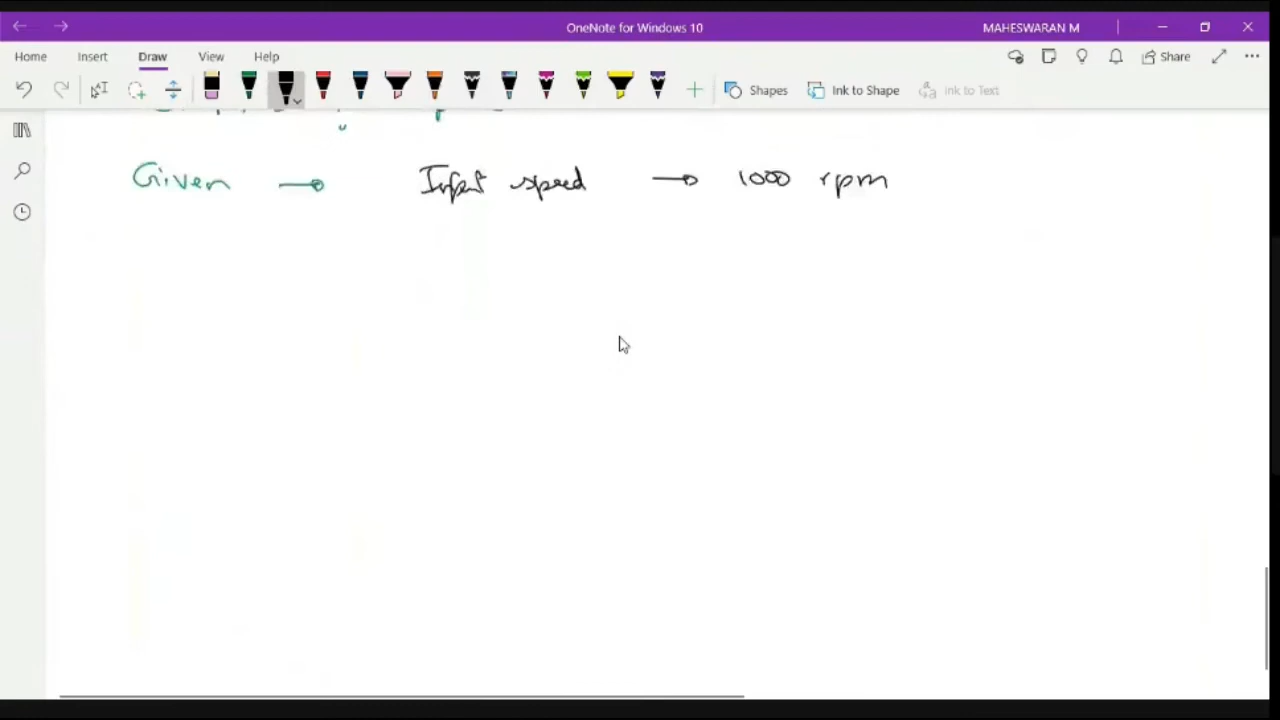 OneNote for Windows 10
MAHESWARAN M
Home Insert Draw View Help
Share
Shapes Ink to Shape Ink to Text
Given → Input speed → 1000 rpm